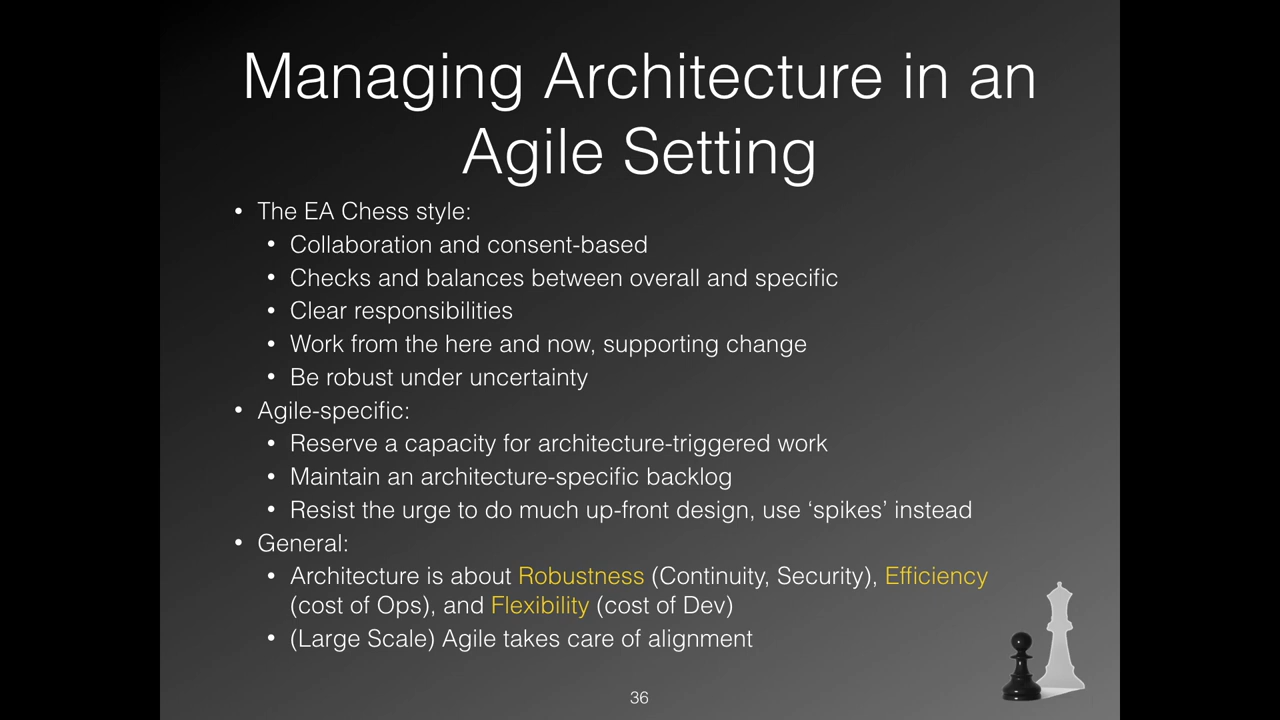 Managing Architecture in an
Agile Setting
• The EA Chess style:
• Collaboration and consent-based
• Checks and balances between overall and specific
• Clear responsibilities
• Work from the here and now, supporting change
• Be robust under uncertainty
• Agile-specific:
• Reserve a capacity for architecture-triggered work
• Maintain an architecture-specific backlog
• Resist the urge to do much up-front design, use ‘spikes’ instead
• General:
• Architecture is about Robustness (Continuity, Security), Efficiency
(cost of Ops), and Flexibility (cost of Dev)
• (Large Scale) Agile takes care of alignment
36